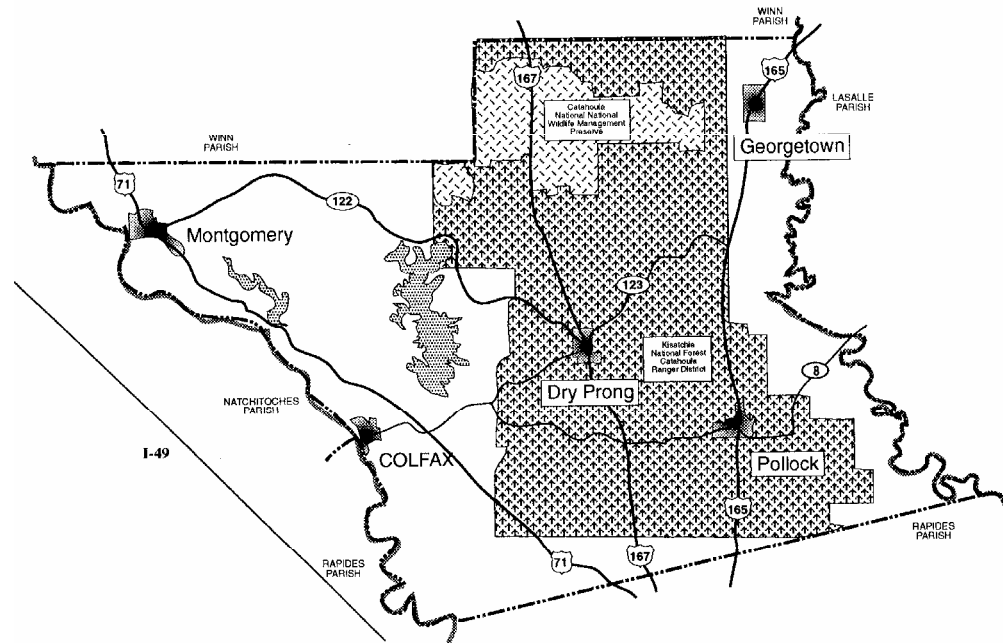 WINN
PARISH
165
167
LASALLE
PARISH
Catahoula
National National
Wildlife Management
Preserve
WINN
PARISH
Georgetown
71
122
Montgomery
123
Kisatchie
National Forest
Catahoula
Ranger District
8
Dry Prong
NATCHITOCHES
PARISH
I-49
COLFAX
Pollock
165
RAPIDES
PARISH
167
71
RAPIDES
PARISH